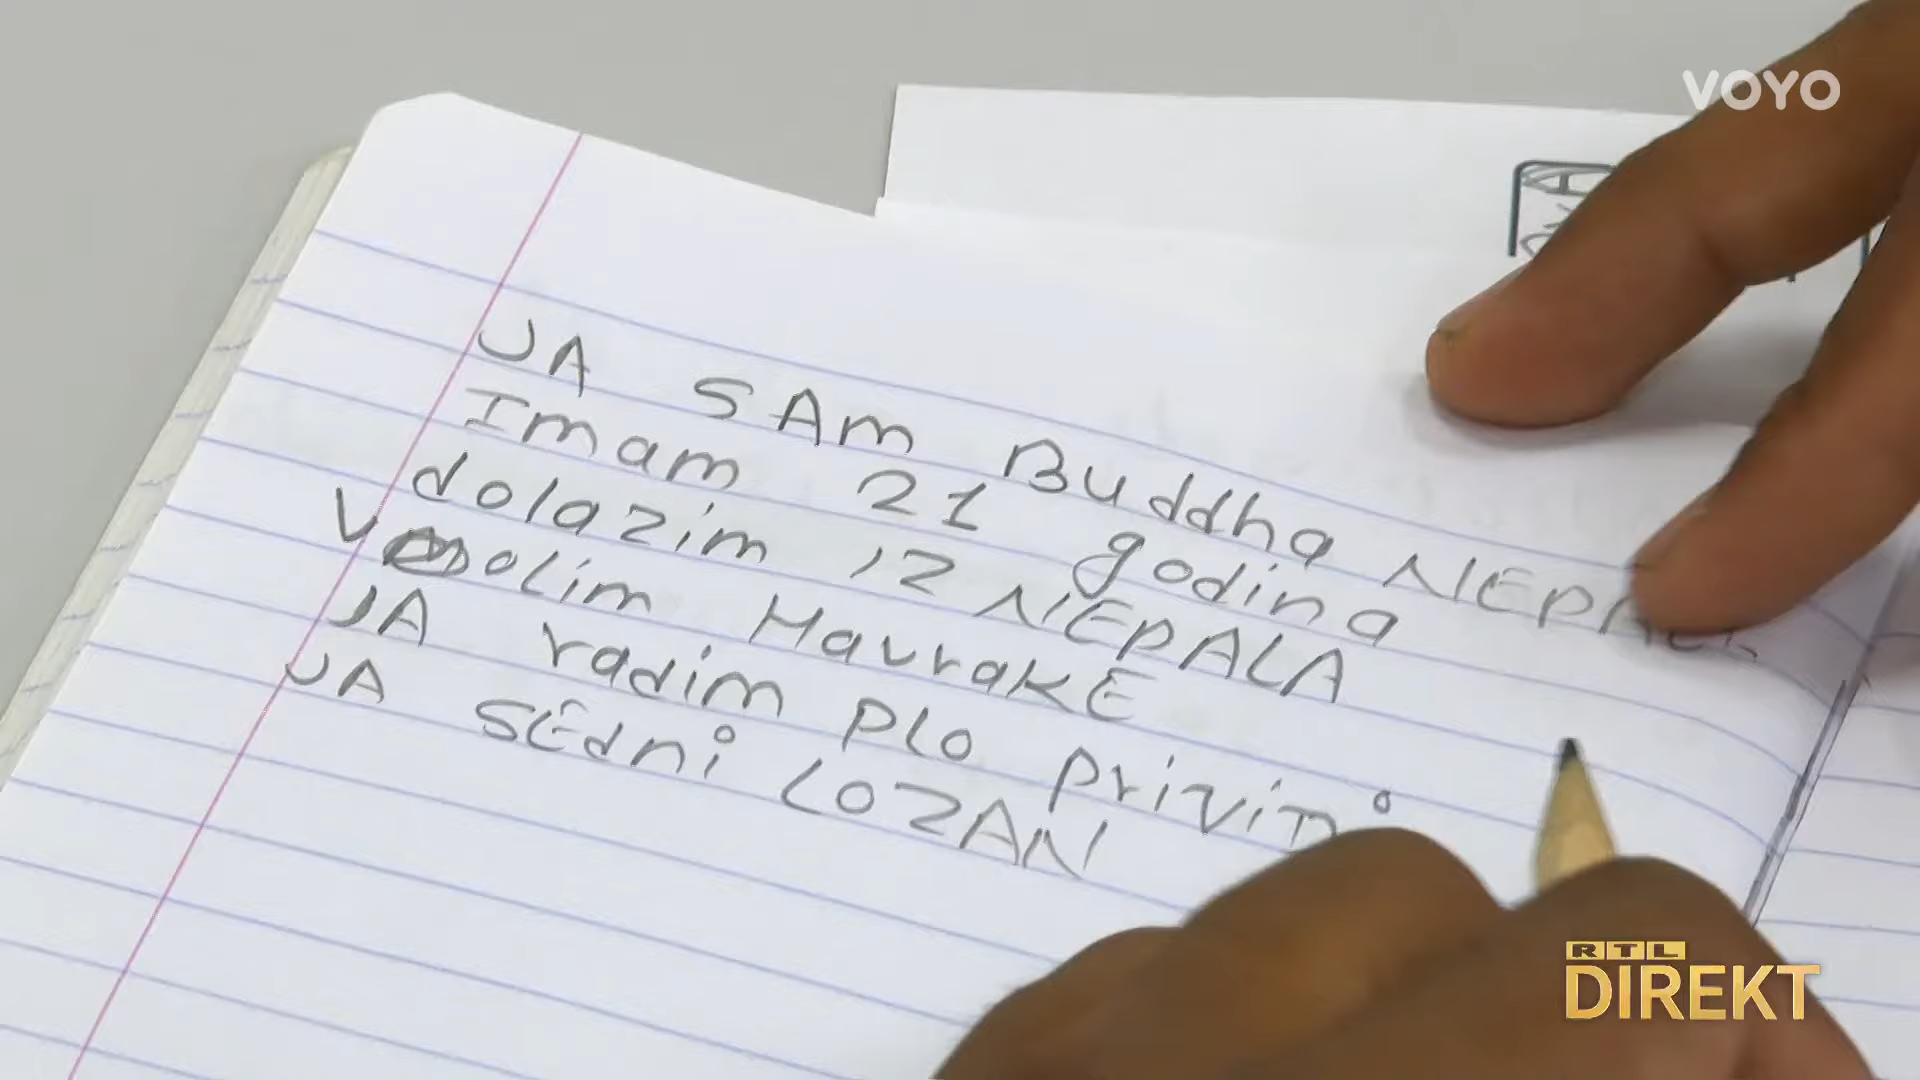 VOYO
JA SAm Buddha
Imam 21 godina
dolazim iz NEPALA
Volim HavrakE
JA radim plo
JA SEdni LOZAN
RTL
DIREKT